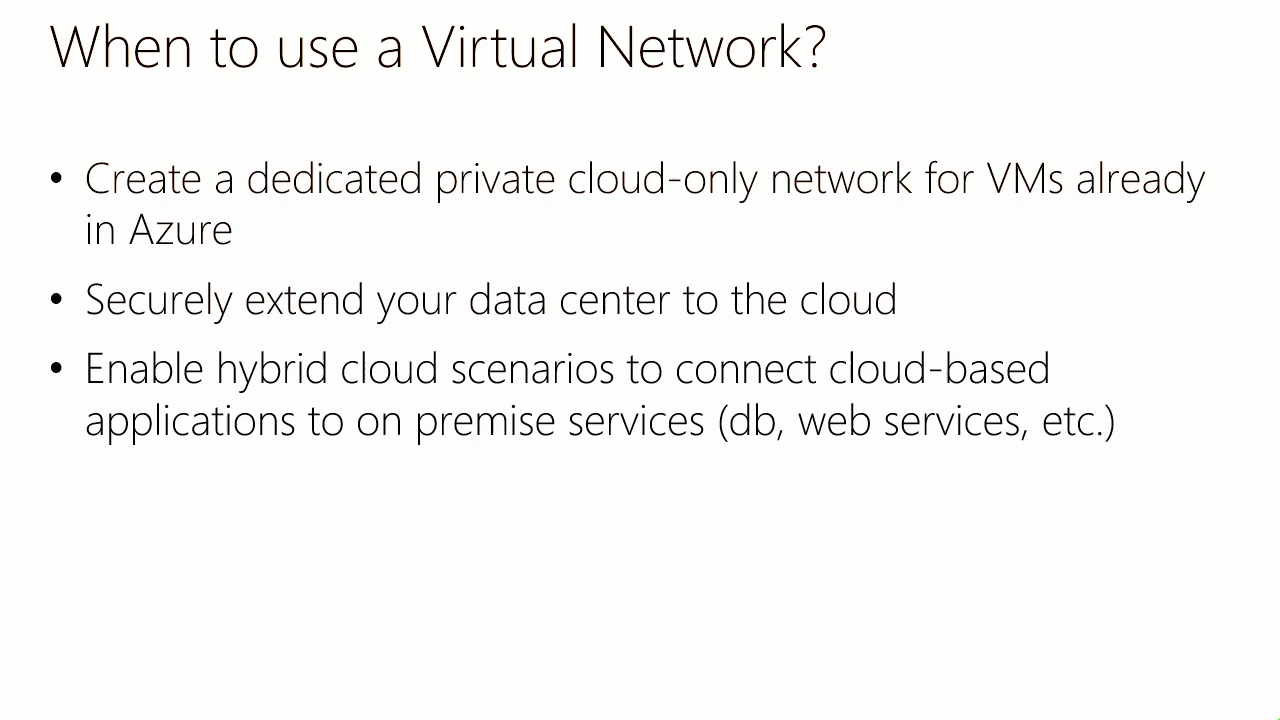 When to use a Virtual Network?
• Create a dedicated private cloud-only network for VMs already
in Azure
• Securely extend your data center to the cloud
• Enable hybrid cloud scenarios to connect cloud-based
applications to on premise services (db, web services, etc.)